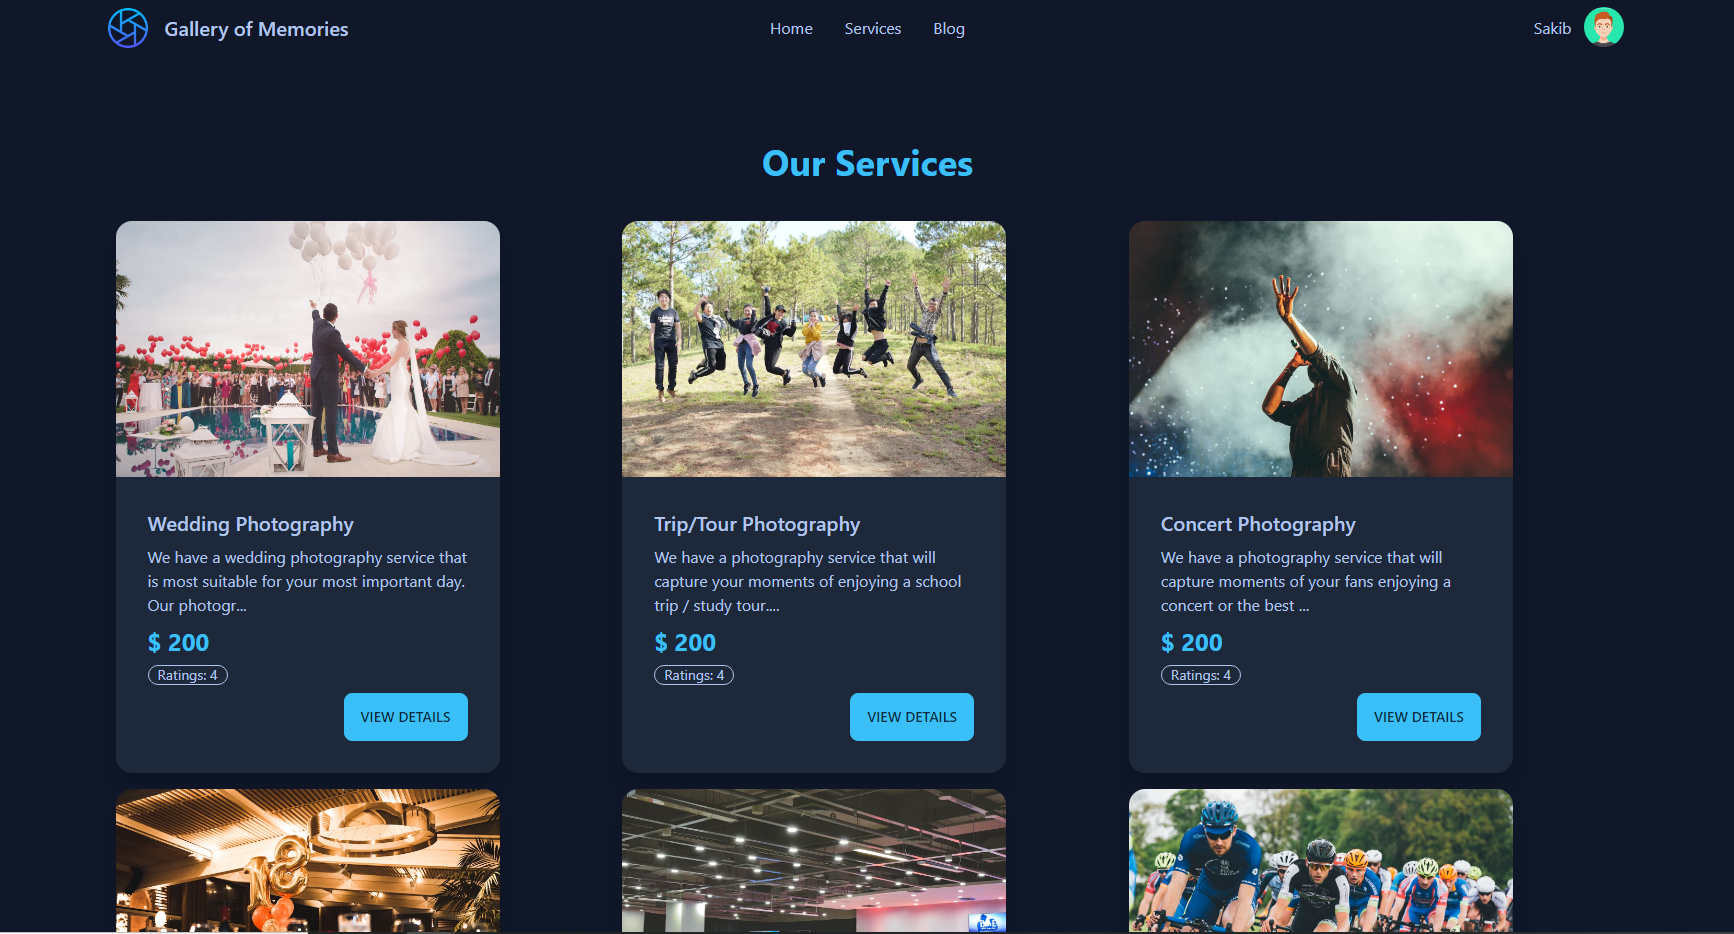 Gallery of Memories
Home
Services
Blog
Sakib
Our Services
Wedding Photography
We have a wedding photography service that
is most suitable for your most important day.
Our photogr...
$ 200
Ratings: 4
VIEW DETAILS
Trip/Tour Photography
We have a photography service that will
capture your moments of enjoying a school
trip / study tour....
$ 200
Ratings: 4
VIEW DETAILS
Concert Photography
We have a photography service that will
capture moments of your fans enjoying a
concert or the best ...
$ 200
Ratings: 4
VIEW DETAILS
18